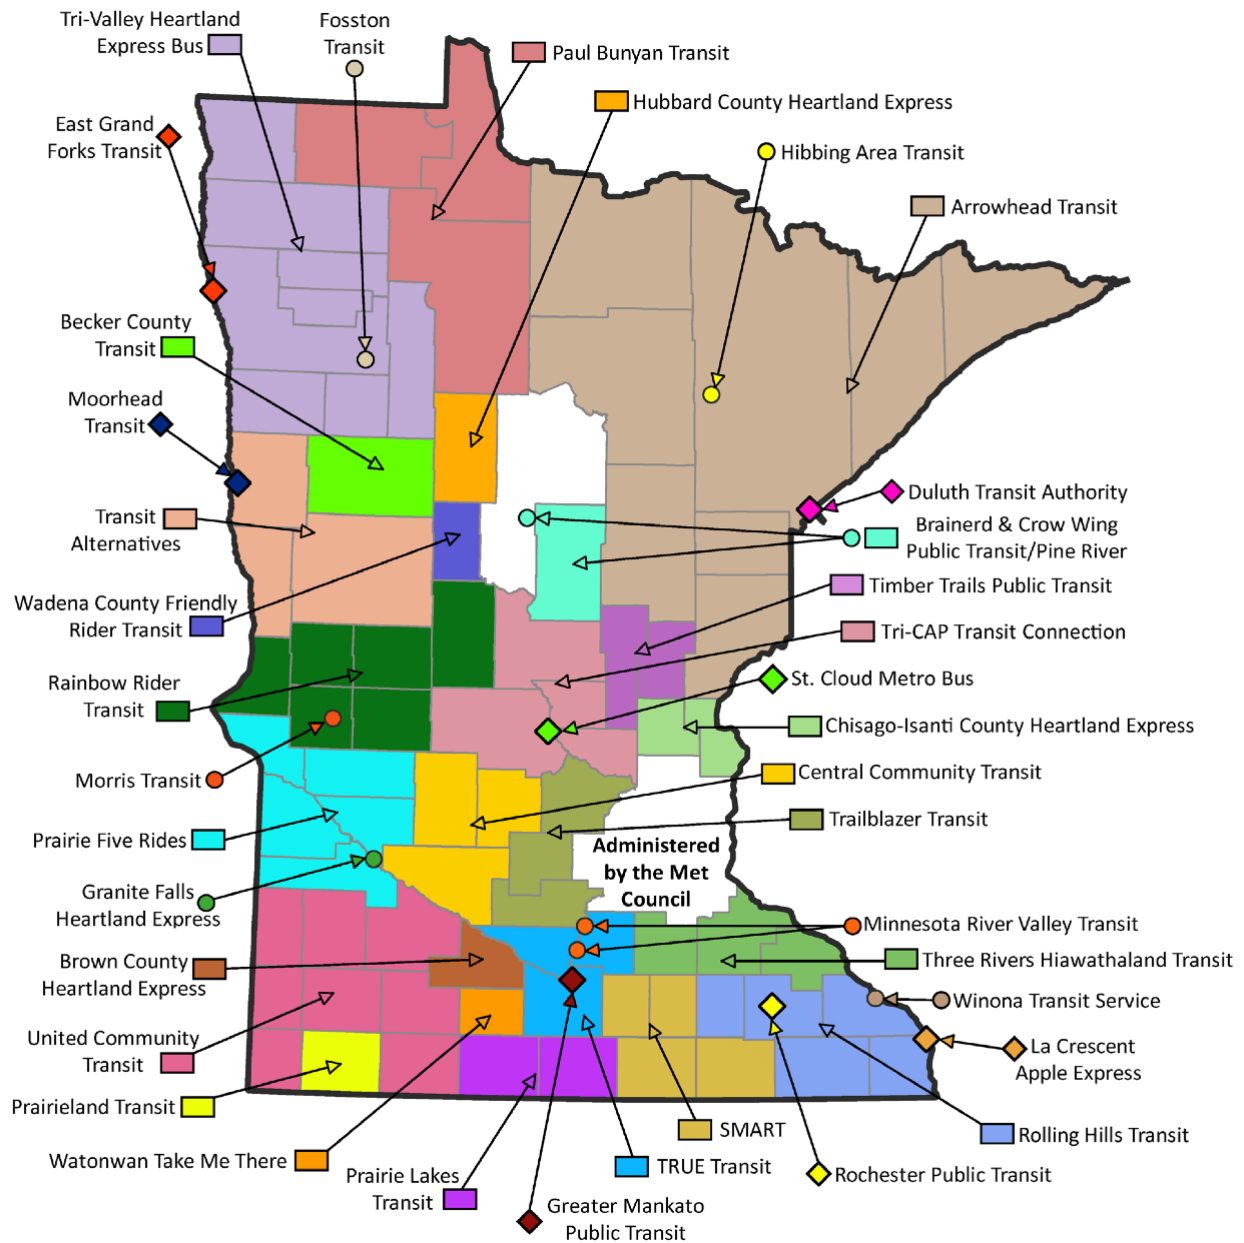 Tri-Valley Heartland
Express Bus
Fosston
Transit
Paul Bunyan Transit
Hubbard County Heartland Express
East Grand
Forks Transit
Hibbing Area Transit
Arrowhead Transit
Becker County
Transit
Moorhead
Transit
Duluth Transit Authority
Transit
Alternatives
Brainerd & Crow Wing
Public Transit/Pine River
Timber Trails Public Transit
Wadena County Friendly
Rider Transit
Tri-CAP Transit Connection
Rainbow Rider
Transit
St. Cloud Metro Bus
Chisago-Isanti County Heartland Express
Morris Transit
Central Community Transit
Prairie Five Rides
Trailblazer Transit
Administered
by the Met
Council
Granite Falls
Heartland Express
Minnesota River Valley Transit
Brown County
Heartland Express
Three Rivers Hiawathaland Transit
Winona Transit Service
United Community
Transit
La Crescent
Apple Express
Prairieland Transit
SMART
Rolling Hills Transit
Watonwan Take Me There
Prairie Lakes
Transit
TRUE Transit
Rochester Public Transit
Greater Mankato
Public Transit